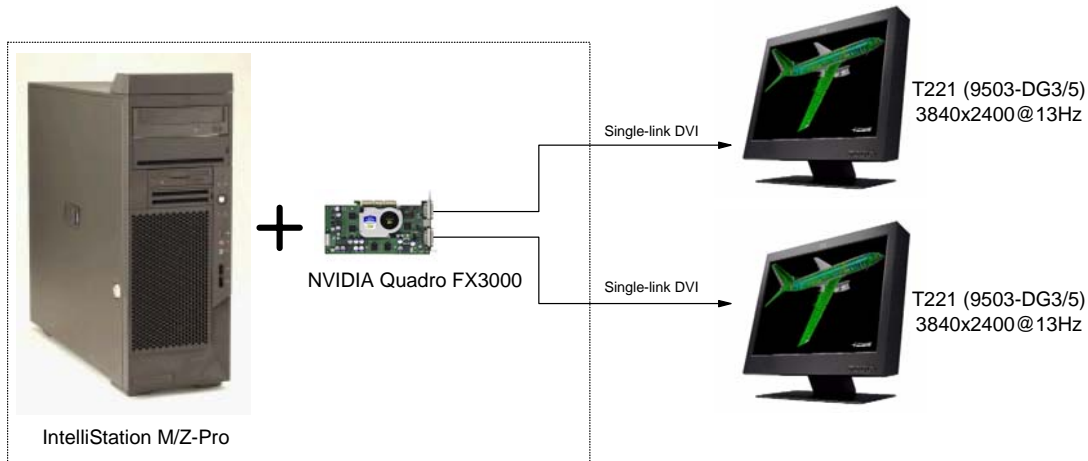 T221 (9503-DG3/5)
3840x2400@13Hz
Single-link DVI
NVIDIA Quadro FX3000
Single-link DVI
T221 (9503-DG3/5)
3840x2400@13Hz
IntelliStation M/Z-Pro